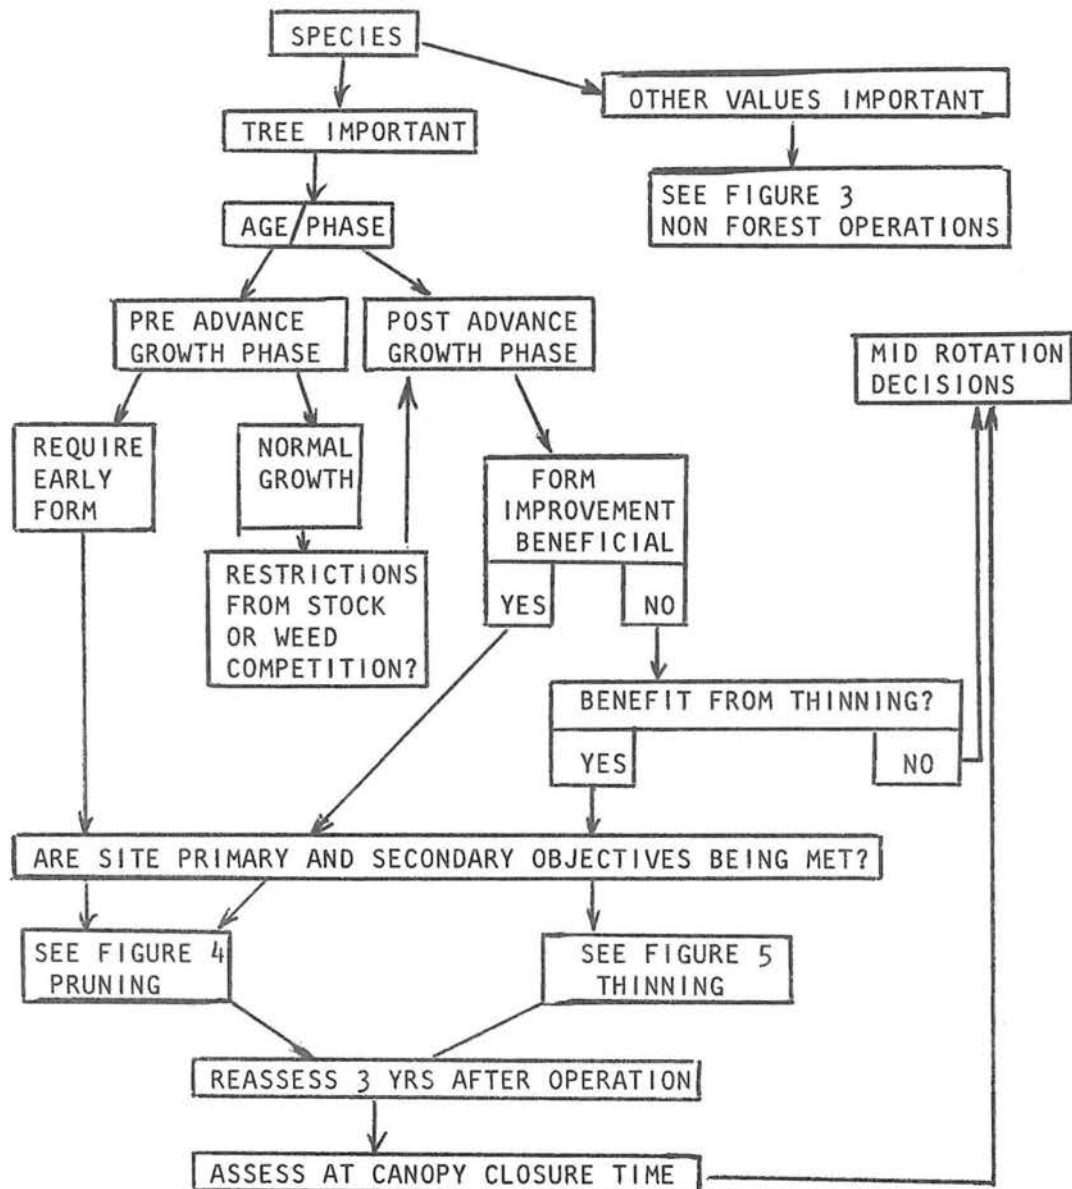 SPECIES
OTHER VALUES IMPORTANT
TREE IMPORTANT
SEE FIGURE 3
NON FOREST OPERATIONS
AGE/PHASE
PRE ADVANCE
GROWTH PHASE
POST ADVANCE
GROWTH PHASE
MID ROTATION
DECISIONS
REQUIRE
EARLY
FORM
NORMAL
GROWTH
FORM
IMPROVEMENT
BENEFICIAL
YES
NO
RESTRICTIONS
FROM STOCK
OR WEED
COMPETITION?
BENEFIT FROM THINNING?
YES
NO
ARE SITE PRIMARY AND SECONDARY OBJECTIVES BEING MET?
SEE FIGURE 4
PRUNING
SEE FIGURE 5
THINNING
REASSESS 3 YRS AFTER OPERATION
ASSESS AT CANOPY CLOSURE TIME